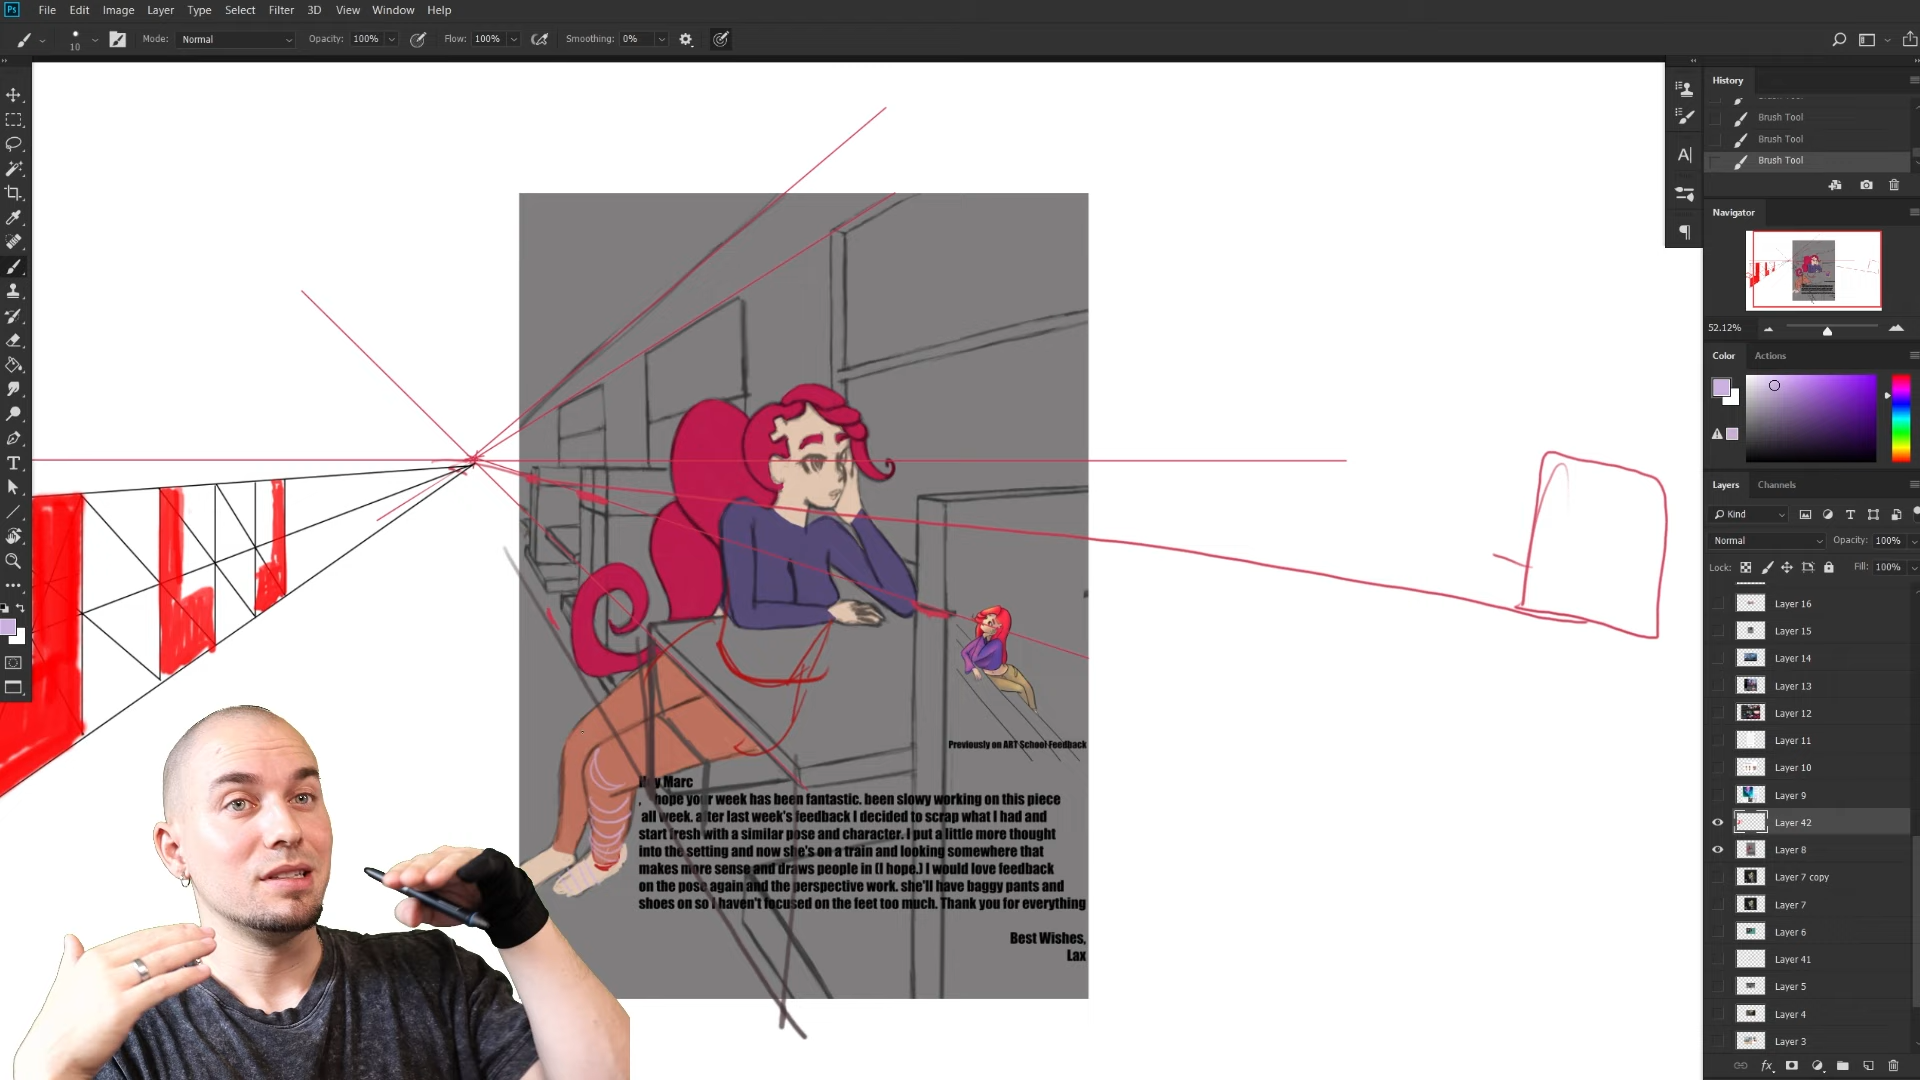 Ps File Edit Image Layer Type Select Filter 3D View Window Help
10 Mode: Normal Opacity: 100% Flow: 100% Smoothing: 0%
History
Brush Tool
Brush Tool
Brush Tool
Navigator
52.12%
Color Actions
Layers Channels
Kind
Normal Opacity: 100%
Lock: Fill: 100%
Layer 16
Layer 15
Layer 14
Layer 13
Layer 12
Layer 11
Layer 10
Layer 9
Layer 42
Layer 8
Layer 7 copy
Layer 7
Layer 6
Layer 41
Layer 5
Layer 4
Layer 3
Previously on ART School Feedback
Hey Marc
, hope your week has been fantastic. been slowy working on this piece
all week. after last week's feedback I decided to scrap what I had and
start fresh with a similar pose and character. I put a little more thought
into the setting and now she's on a train and looking somewhere that
makes more sense and draws people in (I hope.) I would love feedback
on the pose again and the perspective work. she'll have baggy pants and
shoes on so I haven't focused on the feet too much. Thank you for everything
Best Wishes,
Lax